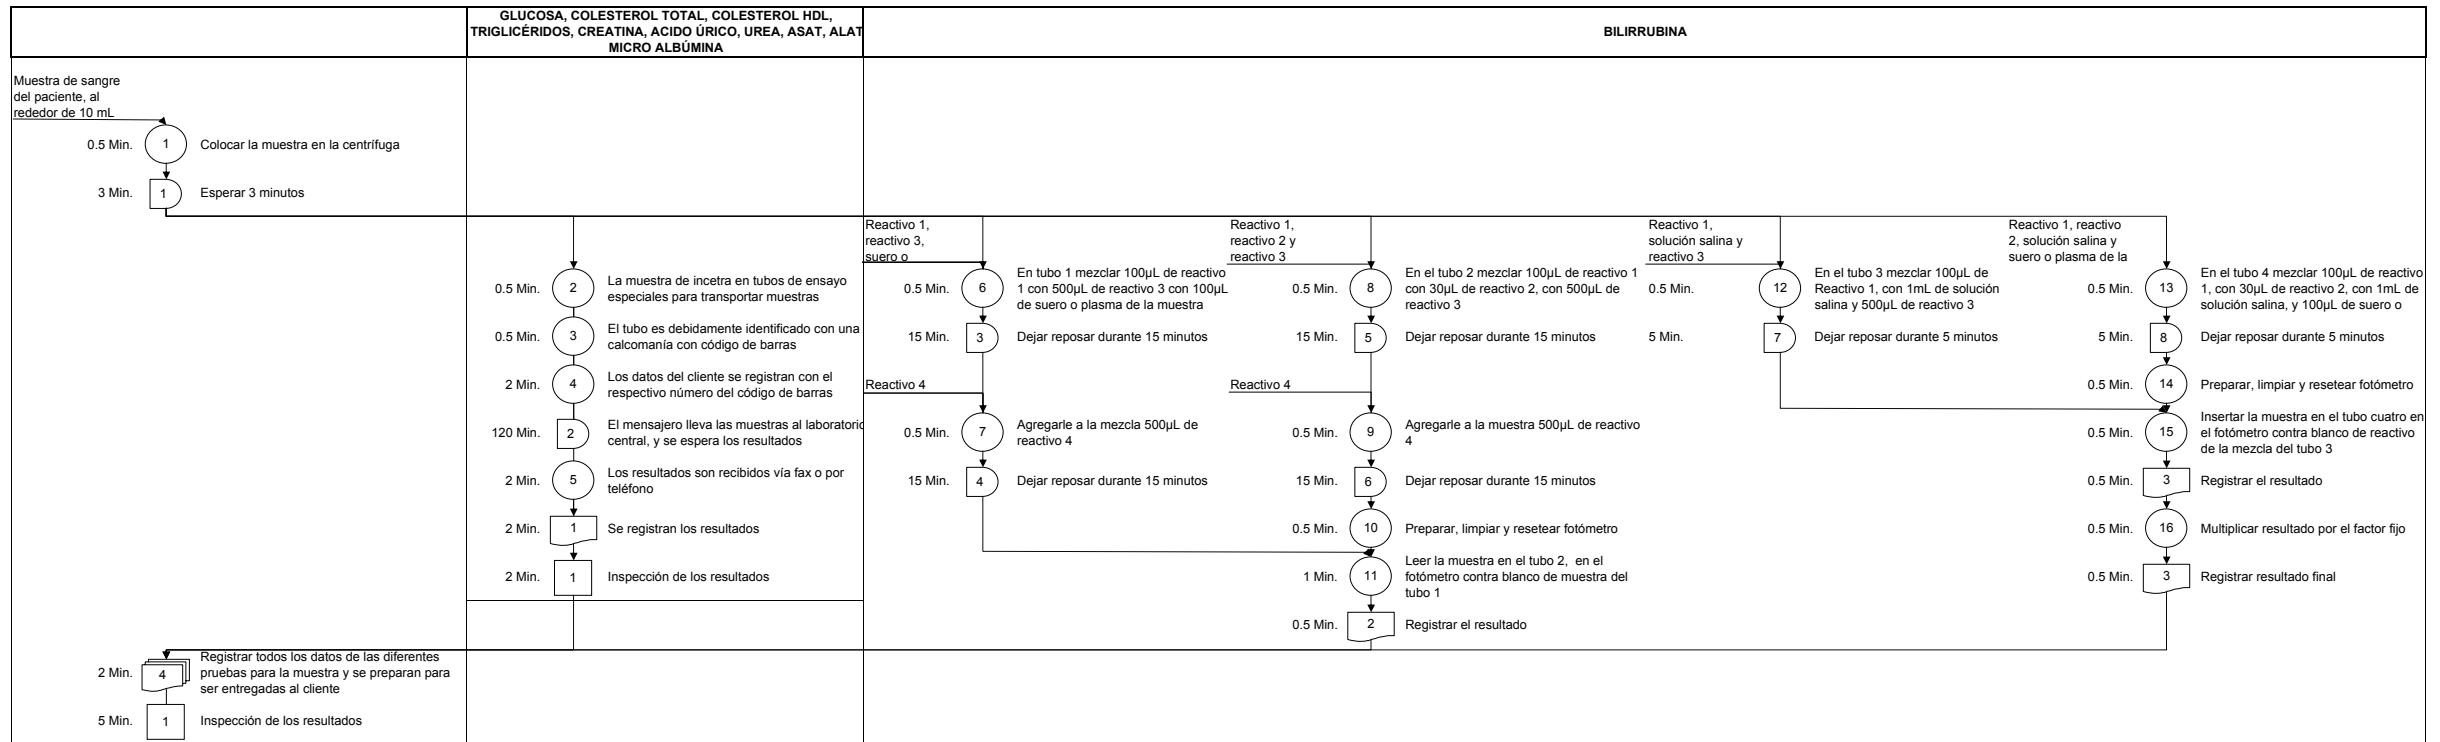 GLUCOSA, COLESTEROL TOTAL, COLESTEROL HDL,
TRIGLICÉRIDOS, CREATINA, ACIDO ÚRICO, UREA, ASAT, ALAT
MICRO ALBÚMINA
BILIRRUBINA
Muestra de sangre
del paciente, al
rededor de 10 mL
0.5 Min.
1
Colocar la muestra en la centrífuga
3 Min.
1
Esperar 3 minutos
0.5 Min.
2
La muestra de incetra en tubos de ensayo
especiales para transportar muestras
0.5 Min.
3
El tubo es debidamente identificado con una
calcomanía con código de barras
2 Min.
4
Los datos del cliente se registran con el
respectivo número del código de barras
120 Min.
2
El mensajero lleva las muestras al laboratorio
central, y se espera los resultados
2 Min.
5
Los resultados son recibidos vía fax o por
teléfono
2 Min.
1
Se registran los resultados
2 Min.
1
Inspección de los resultados
Reactivo 1,
reactivo 3,
suero o
0.5 Min.
6
En tubo 1 mezclar 100µL de reactivo
1 con 500µL de reactivo 3 con 100µL
de suero o plasma de la muestra
15 Min.
3
Dejar reposar durante 15 minutos
Reactivo 4
0.5 Min.
7
Agregarle a la mezcla 500µL de
reactivo 4
15 Min.
4
Dejar reposar durante 15 minutos
Reactivo 1,
reactivo 2 y
reactivo 3
0.5 Min.
8
En el tubo 2 mezclar 100µL de reactivo 1
con 30µL de reactivo 2, con 500µL de
reactivo 3
15 Min.
5
Dejar reposar durante 15 minutos
Reactivo 4
0.5 Min.
9
Agregarle a la muestra 500µL de reactivo
4
15 Min.
6
Dejar reposar durante 15 minutos
0.5 Min.
10
Preparar, limpiar y resetear fotómetro
1 Min.
11
Leer la muestra en el tubo 2, en el
fotómetro contra blanco de muestra del
tubo 1
0.5 Min.
2
Registrar el resultado
Reactivo 1,
solución salina y
reactivo 3
0.5 Min.
12
En el tubo 3 mezclar 100µL de
Reactivo 1, con 1mL de solución
salina y 500µL de reactivo 3
5 Min.
7
Dejar reposar durante 5 minutos
Reactivo 1, reactivo
2, solución salina y
suero o plasma de la
0.5 Min.
13
En el tubo 4 mezclar 100µL de reactivo
1, con 30µL de reactivo 2, con 1mL de
solución salina, y 100µL de suero o
5 Min.
8
Dejar reposar durante 5 minutos
0.5 Min.
14
Preparar, limpiar y resetear fotómetro
0.5 Min.
15
Insertar la muestra en el tubo cuatro en
el fotómetro contra blanco de reactivo
de la mezcla del tubo 3
0.5 Min.
3
Registrar el resultado
0.5 Min.
16
Multiplicar resultado por el factor fijo
0.5 Min.
3
Registrar resultado final
2 Min.
4
Registrar todos los datos de las diferentes
pruebas para la muestra y se preparan para
ser entregadas al cliente
5 Min.
1
Inspección de los resultados